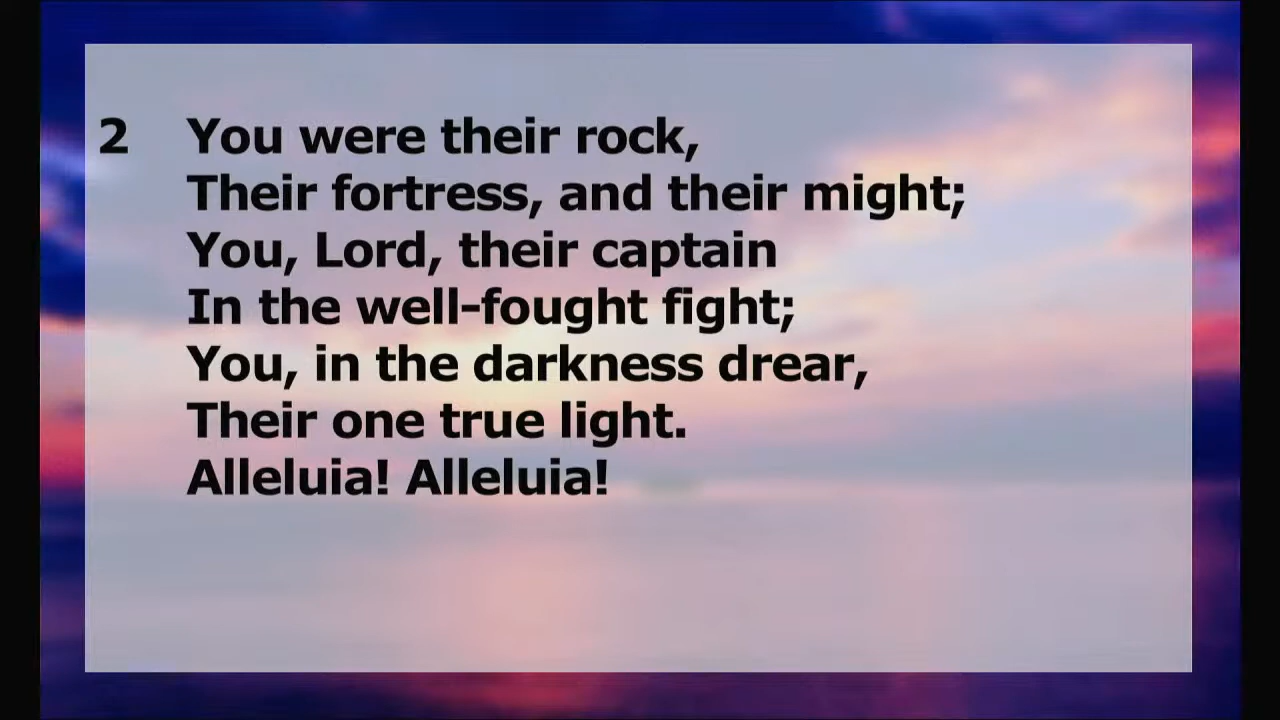 2 You were their rock,
Their fortress, and their might;
You, Lord, their captain
In the well-fought fight;
You, in the darkness drear,
Their one true light.
Alleluia! Alleluia!